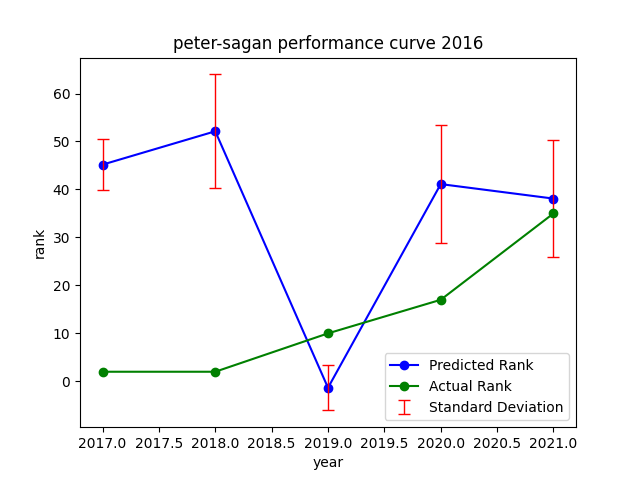 peter-sagan performance curve 2016
60
50
40
30
20
10
0
rank
2017.0 2017.5 2018.0 2018.5 2019.0 2019.5 2020.0 2020.5 2021.0
year
Predicted Rank
Actual Rank
Standard Deviation